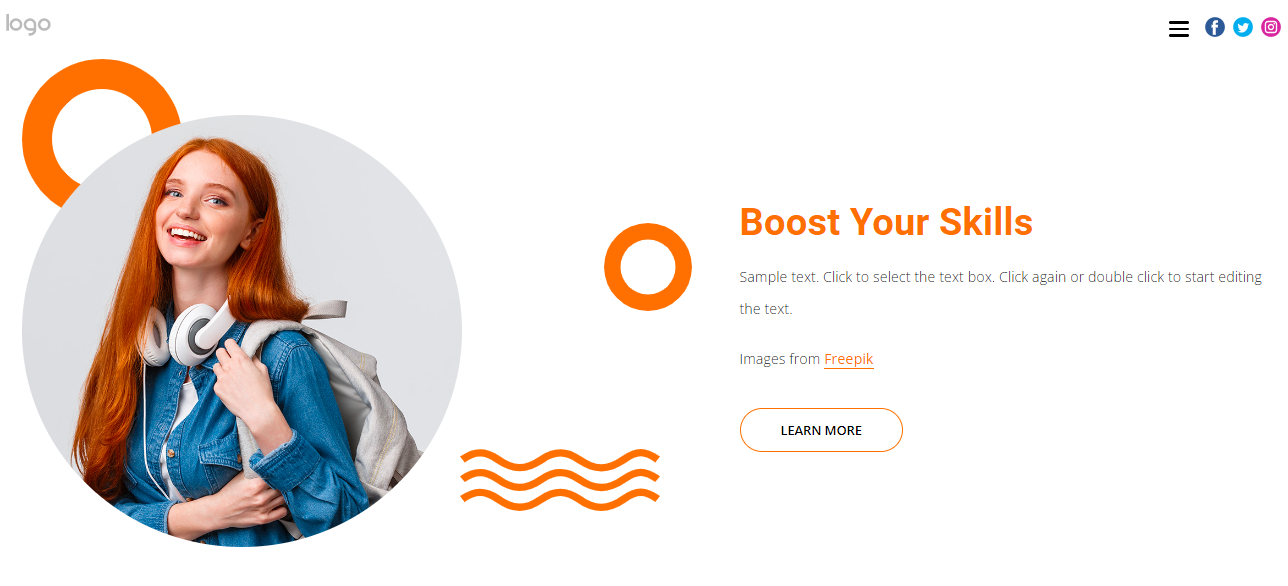 logo
Boost Your Skills
Sample text. Click to select the text box. Click again or double click to start editing
the text.
Images from Freepik
LEARN MORE